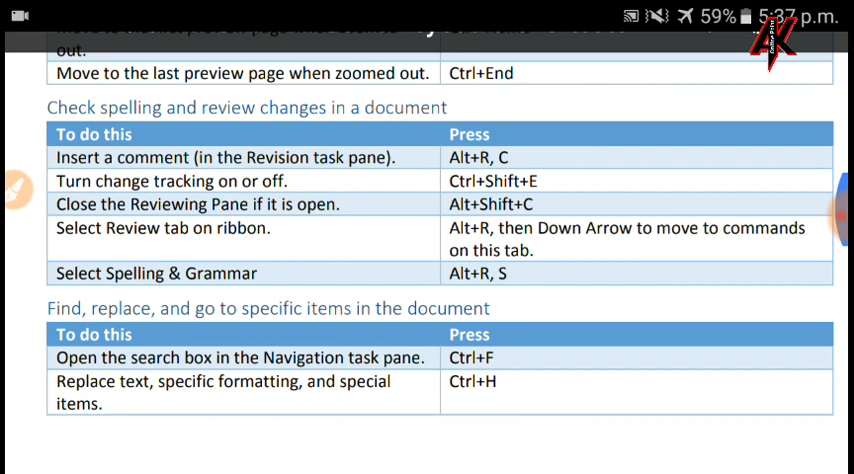 59% 5:37 p.m.
AK
Online Point
out.
Move to the last preview page when zoomed out. Ctrl+End
Check spelling and review changes in a document
To do this Press
Insert a comment (in the Revision task pane). Alt+R, C
Turn change tracking on or off. Ctrl+Shift+E
Close the Reviewing Pane if it is open. Alt+Shift+C
Select Review tab on ribbon. Alt+R, then Down Arrow to move to commands
on this tab.
Select Spelling & Grammar Alt+R, S
Find, replace, and go to specific items in the document
To do this Press
Open the search box in the Navigation task pane. Ctrl+F
Replace text, specific formatting, and special Ctrl+H
items.